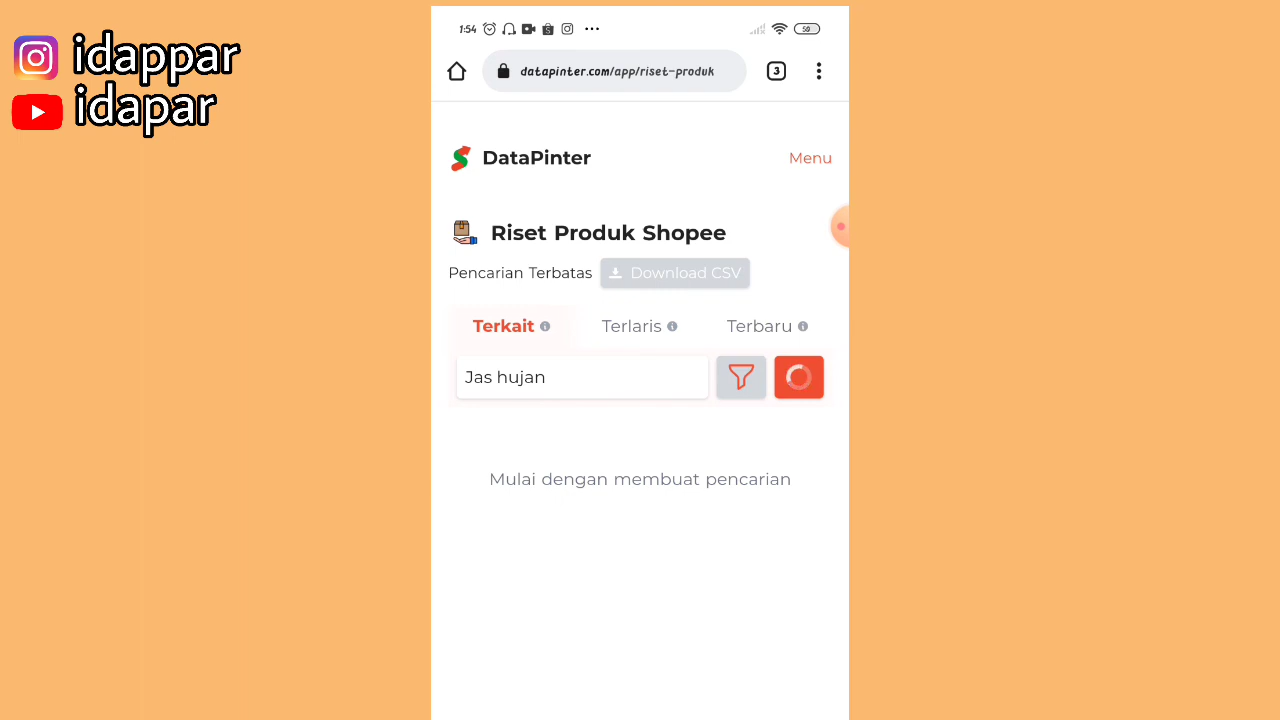 idappar
idapar
1:54 50
datapinter.com/app/riset-produk 3
DataPinter Menu
Riset Produk Shopee
Pencarian Terbatas Download CSV
Terkait Terlaris Terbaru
Jas hujan
Mulai dengan membuat pencarian